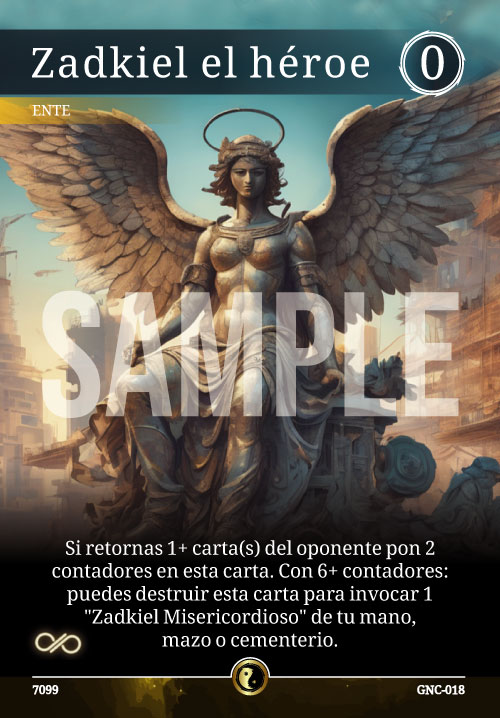 Zadkiel el héroe 0
ENTE
SAMPLE
Si retornas 1+ carta(s) del oponente pon 2
contadores en esta carta. Con 6+ contadores:
puedes destruir esta carta para invocar 1
"Zadkiel Misericordioso" de tu mano,
mazo o cementerio.
7099 GNC-018